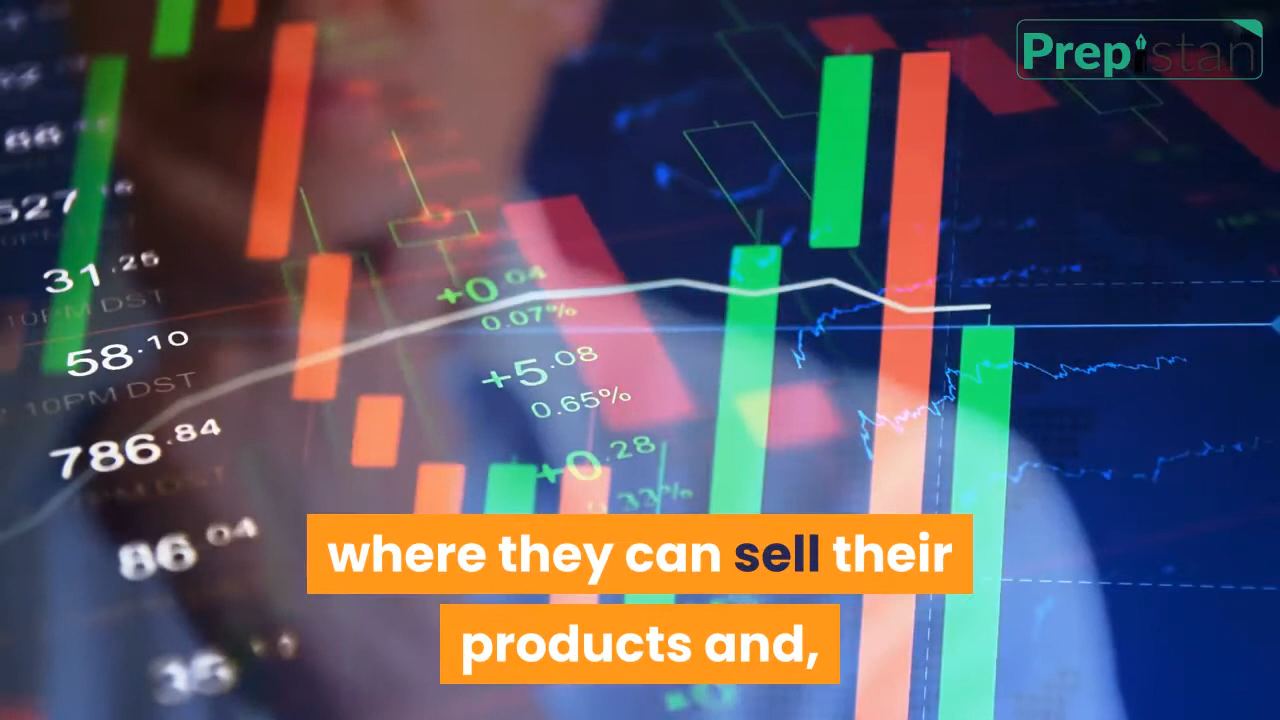 Prepistan
527
31.25
10PM DST
58.10
10PM DST
786.84
86 04
+0.04
0.07%
+5.08
0.65%
+0.28
where they can sell their
products and,